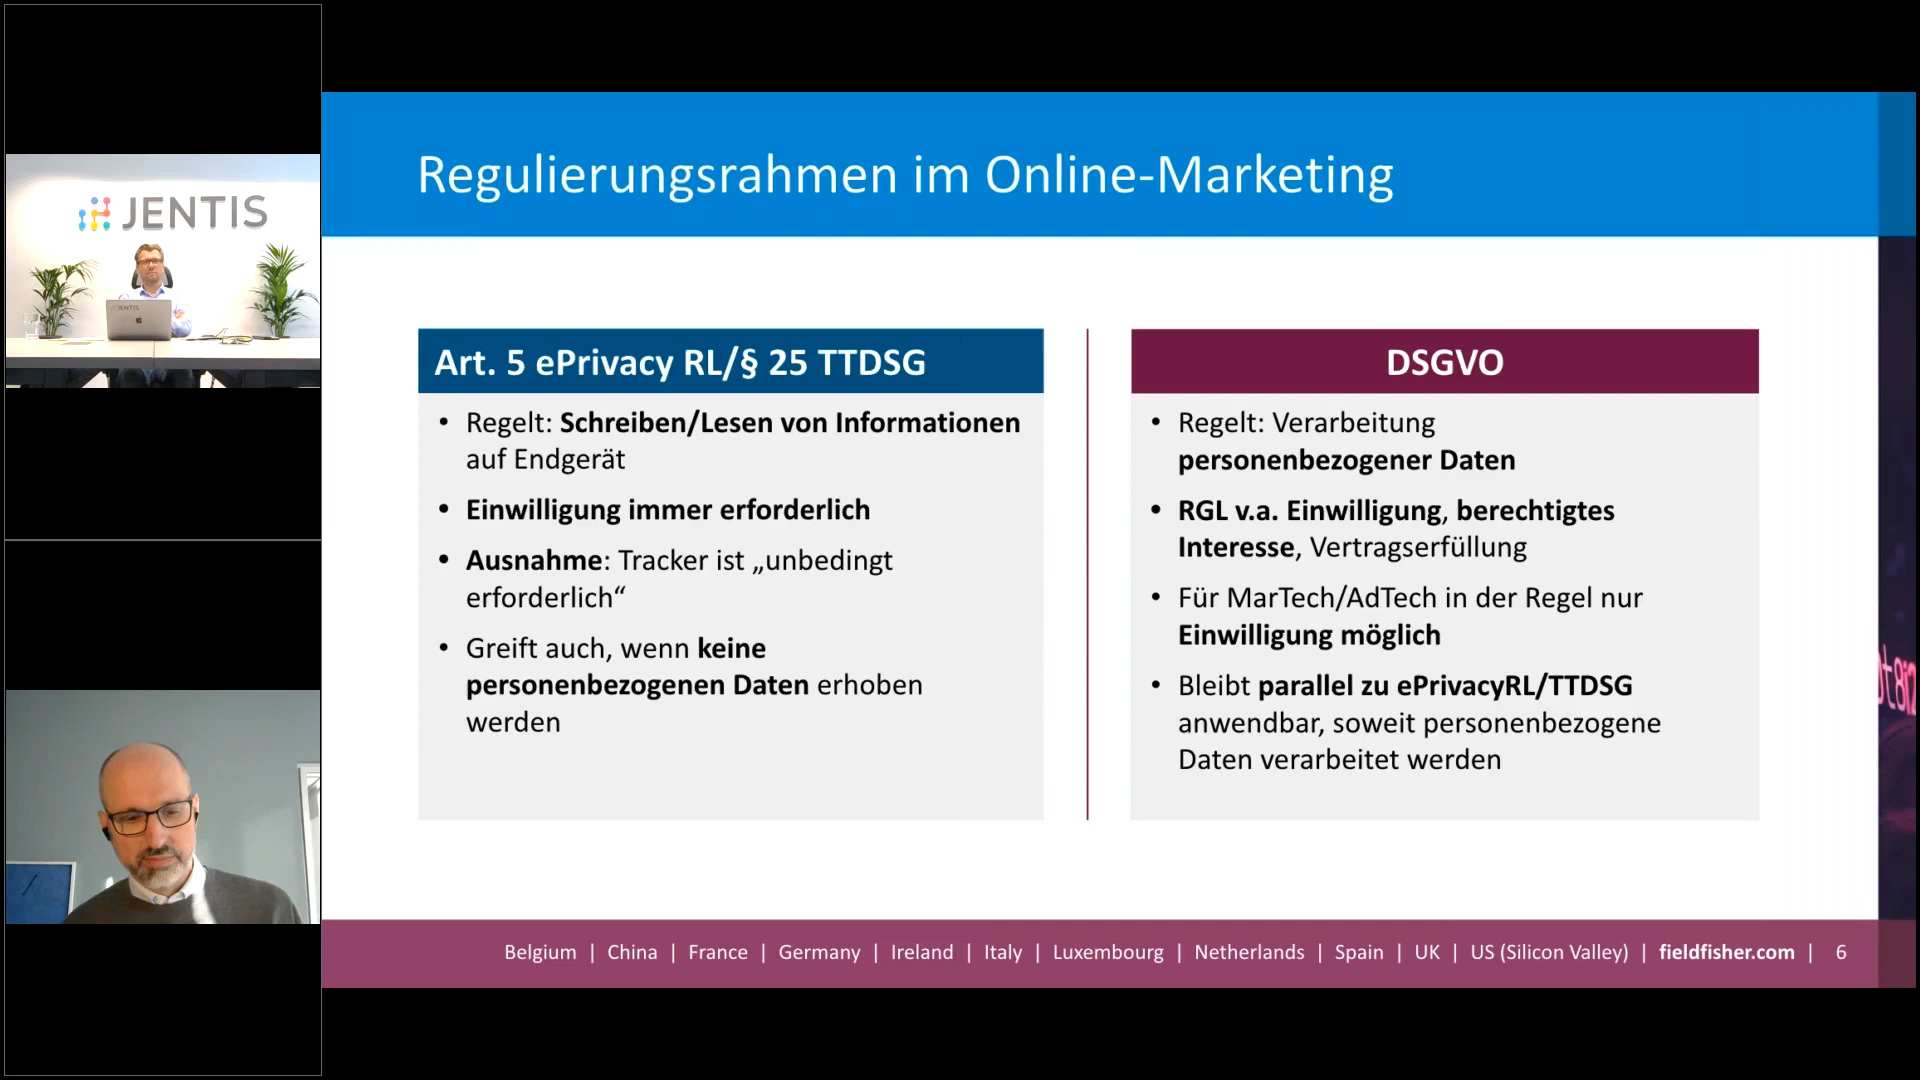 JENTIS
JENTIS
Regulierungsrahmen im Online-Marketing
Art. 5 ePrivacy RL/§ 25 TTDSG
• Regelt: Schreiben/Lesen von Informationen
auf Endgerät
• Einwilligung immer erforderlich
• Ausnahme: Tracker ist „unbedingt
erforderlich“
• Greift auch, wenn keine
personenbezogenen Daten erhoben
werden
DSGVO
• Regelt: Verarbeitung
personenbezogener Daten
• RGL v.a. Einwilligung, berechtigtes
Interesse, Vertragserfüllung
• Für MarTech/AdTech in der Regel nur
Einwilligung möglich
• Bleibt parallel zu ePrivacyRL/TTDSG
anwendbar, soweit personenbezogene
Daten verarbeitet werden
Belgium | China | France | Germany | Ireland | Italy | Luxembourg | Netherlands | Spain | UK | US (Silicon Valley) | fieldfisher.com | 6